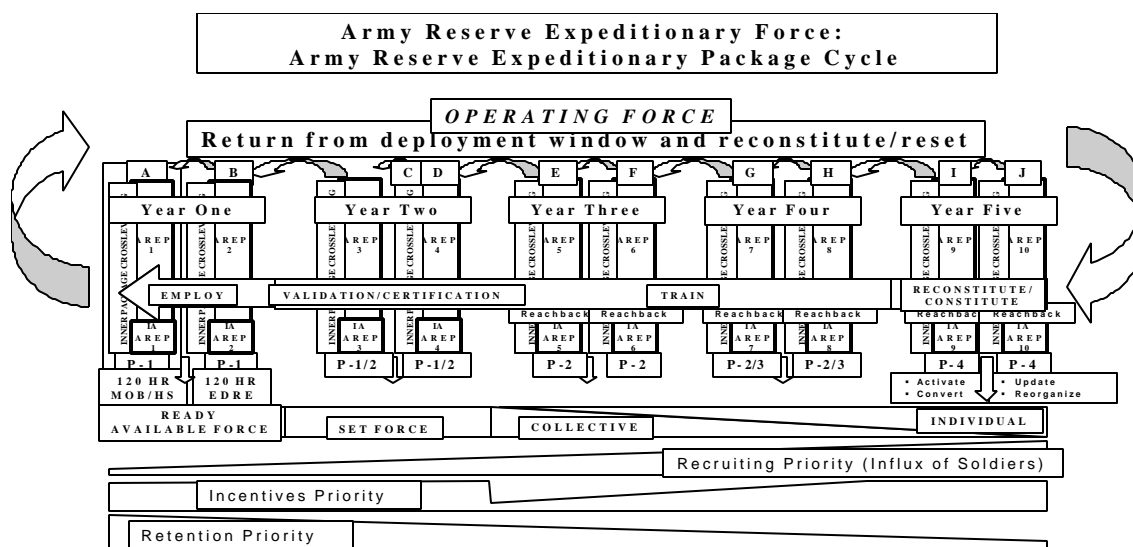 Army Reserve Expeditionary Force:
Army Reserve Expeditionary Package Cycle
OPERATING FORCE
Return from deployment window and reconstitute/reset
A B C D E F G H I J
Year One Year Two Year Three Year Four Year Five
AREP 1
AREP 2
AREP 3
AREP 4
AREP 5
AREP 6
AREP 7
AREP 8
AREP 9
AREP 10
EMPLOY VALIDATION/CERTIFICATION TRAIN RECONSTITUTE/
CONSTITUTE
Reachback Reachback Reachback Reachback Reachback Reachback
IA AREP 1
IA AREP 2
IA AREP 3
IA AREP 4
IA AREP 5
IA AREP 6
IA AREP 7
IA AREP 8
IA AREP 9
IA AREP 10
P-1 P-1 P-1/2 P-1/2 P-2 P-2 P-2/3 P-2/3 P-4 P-4
120 HR
MOB/HS
120 HR
EDRE
▪ Activate
▪ Convert
▪ Update
▪ Reorganize
READY
AVAILABLE FORCE
SET FORCE
COLLECTIVE
INDIVIDUAL
Recruiting Priority (Influx of Soldiers)
Incentives Priority
Retention Priority